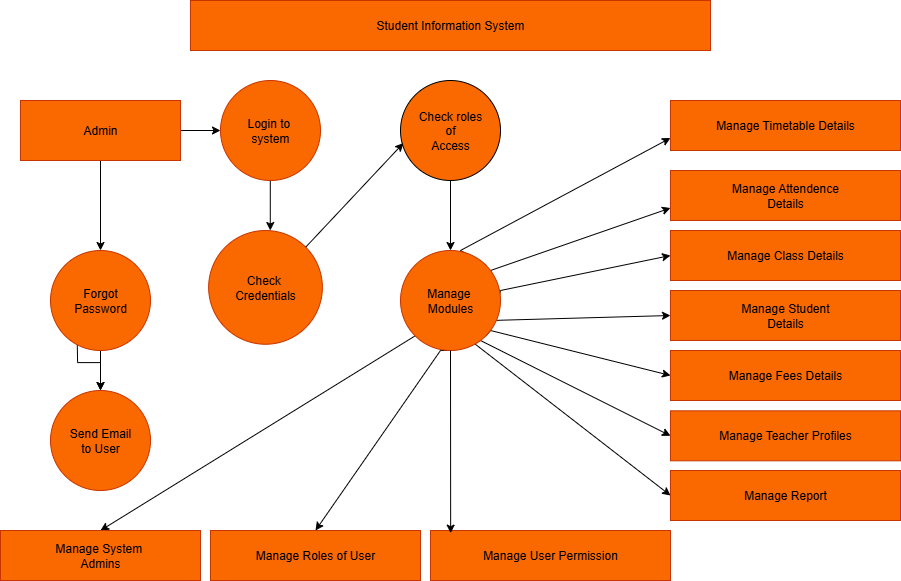 Student Information System
Admin
Login to
system
Check roles
of
Access
Manage Timetable Details
Manage Attendence
Details
Manage Class Details
Forgot
Password
Check
Credentials
Manage
Modules
Manage Student
Details
Manage Fees Details
Send Email
to User
Manage Teacher Profiles
Manage Report
Manage System
Admins
Manage Roles of User
Manage User Permission